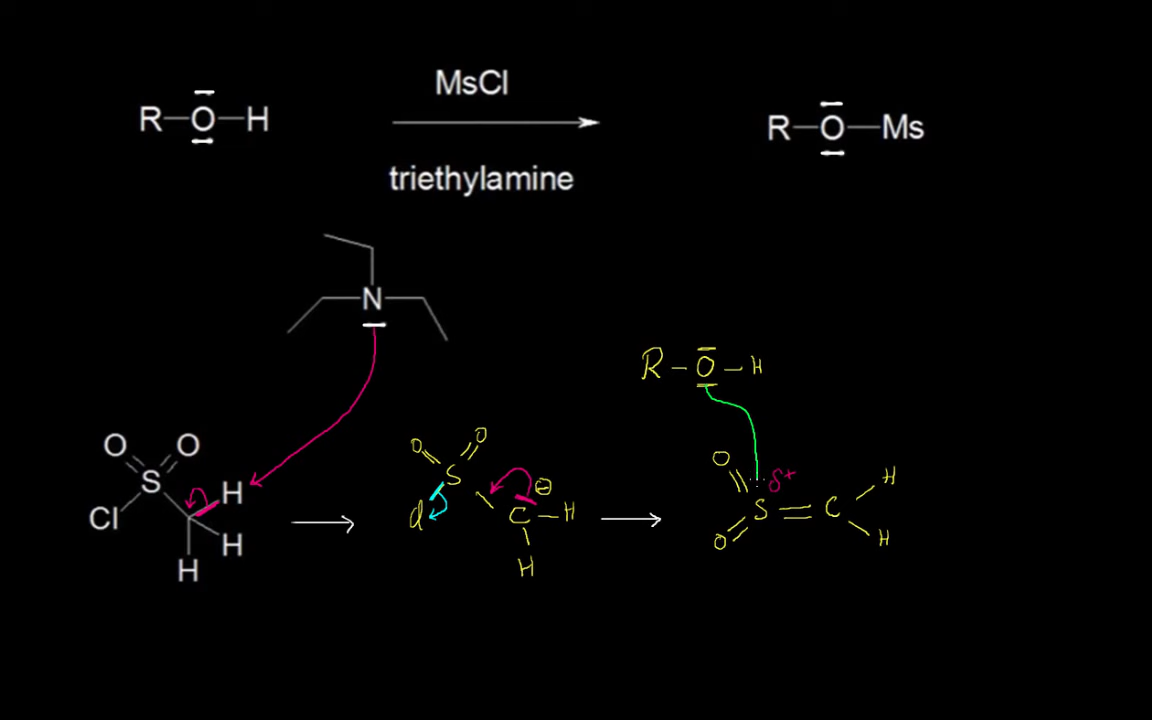 MsCl
R–O–H
R–O–Ms
triethylamine
N
R–O–H
O O
S H
Cl
H
H
O O
S ⊖
Cl C–H
H
O δ+ H
S=C
O H